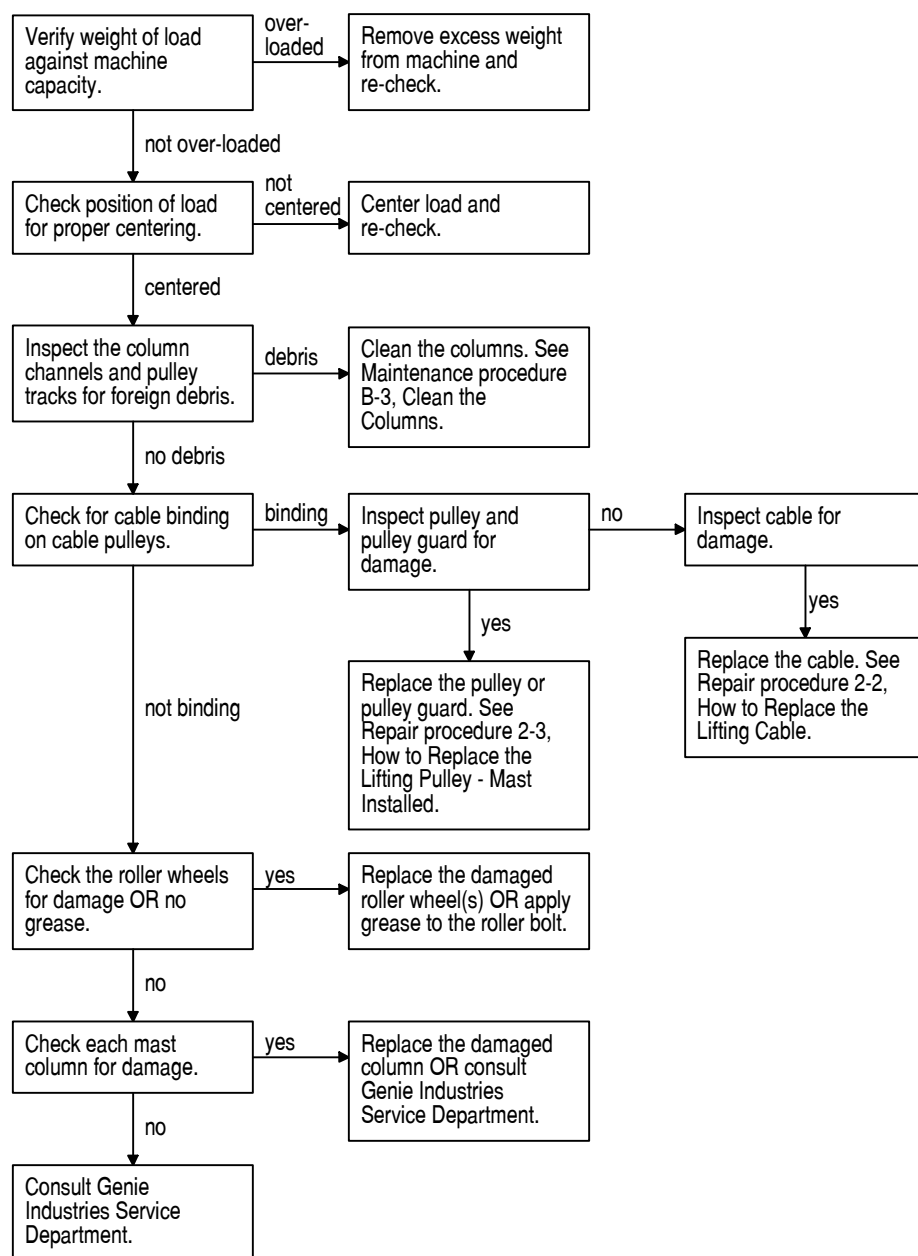 Verify weight of load
against machine
capacity.
over-
loaded
Remove excess weight
from machine and
re-check.
not over-loaded
Check position of load
for proper centering.
not
centered
Center load and
re-check.
centered
Inspect the column
channels and pulley
tracks for foreign debris.
debris
Clean the columns. See
Maintenance procedure
B-3, Clean the
Columns.
no debris
Check for cable binding
on cable pulleys.
binding
Inspect pulley and
pulley guard for
damage.
no
Inspect cable for
damage.
yes
yes
Replace the pulley or
pulley guard. See
Repair procedure 2-3,
How to Replace the
Lifting Pulley - Mast
Installed.
Replace the cable. See
Repair procedure 2-2,
How to Replace the
Lifting Cable.
not binding
Check the roller wheels
for damage OR no
grease.
yes
Replace the damaged
roller wheel(s) OR apply
grease to the roller bolt.
no
Check each mast
column for damage.
yes
Replace the damaged
column OR consult
Genie Industries
Service Department.
no
Consult Genie
Industries Service
Department.